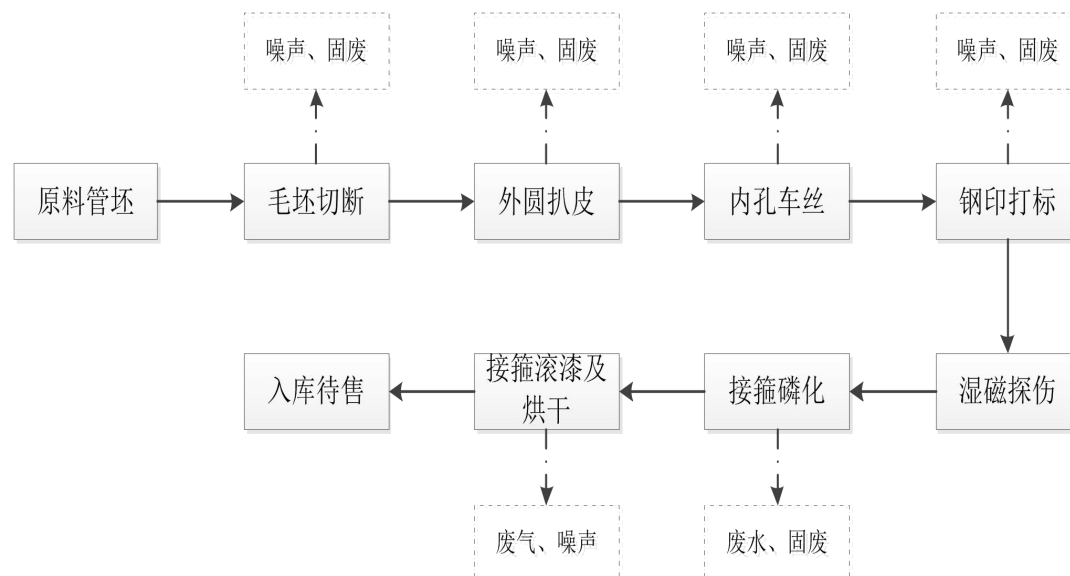 噪声、固废
噪声、固废
噪声、固废
噪声、固废
原料管坯
毛坯切断
外圆扒皮
内孔车丝
钢印打标
入库待售
接箍滚漆及
烘干
接箍磷化
湿磁探伤
废气、噪声
废水、固废